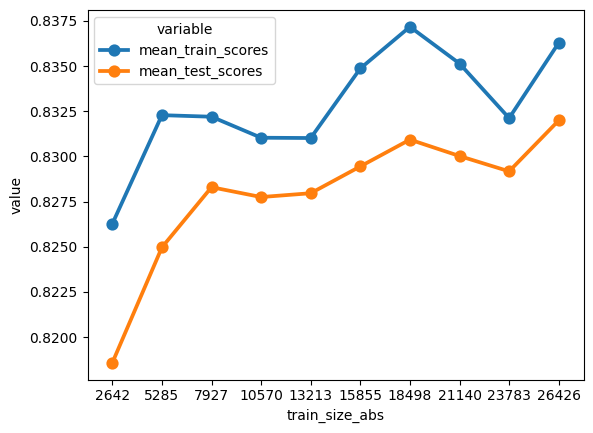 variable
mean_train_scores
mean_test_scores
value
0.8375
0.8350
0.8325
0.8300
0.8275
0.8250
0.8225
0.8200
2642 5285 7927 10570 13213 15855 18498 21140 23783 26426
train_size_abs